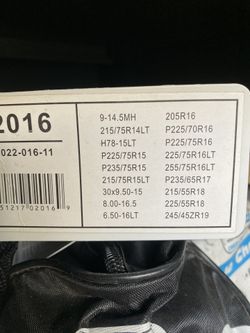 2016
022-016-11
51217 02016 9
9-14.5MH
215/75R14LT
H78-15LT
P225/75R15
P235/75R15
215/75R15LT
30x9.50-15
8.00-16.5
6.50-16LT
205R16
P225/70R16
P225/75R16
225/75R16LT
255/75R16LT
P235/65R17
215/55R18
225/55R18
245/45ZR19